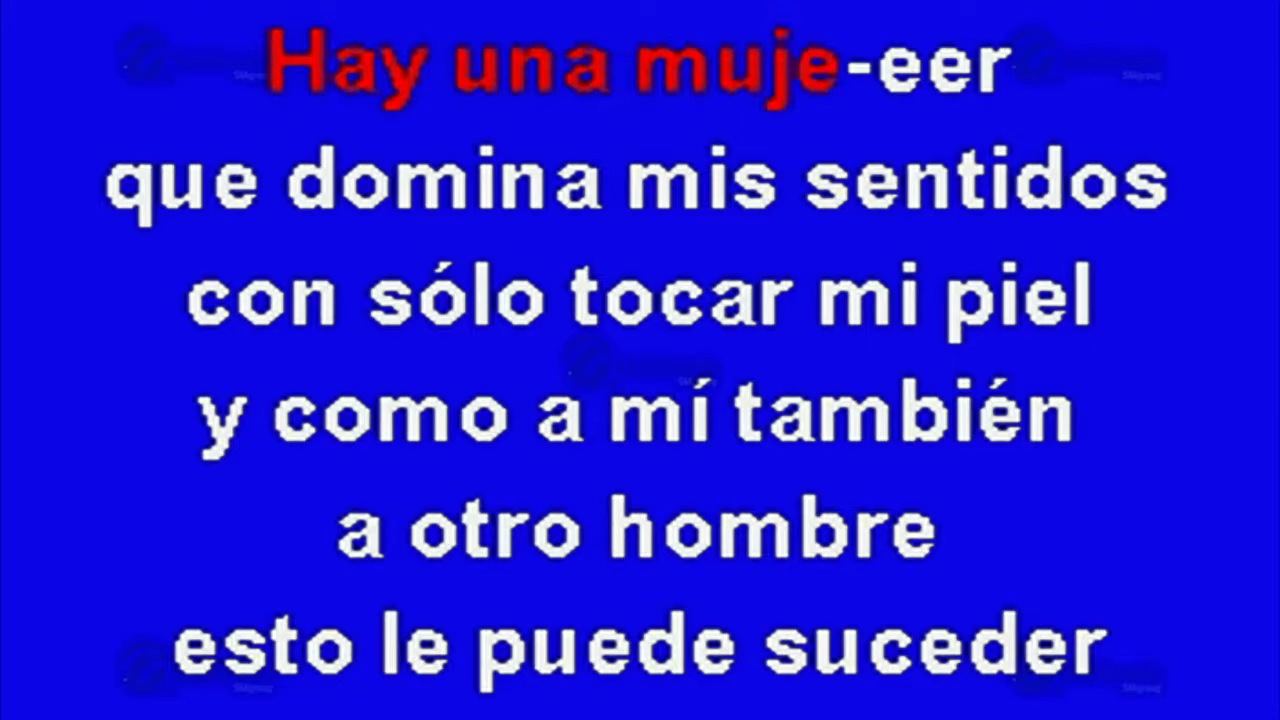 Hay una muje-eer
que domina mis sentidos
con sólo tocar mi piel
y como a mí también
a otro hombre
esto le puede suceder